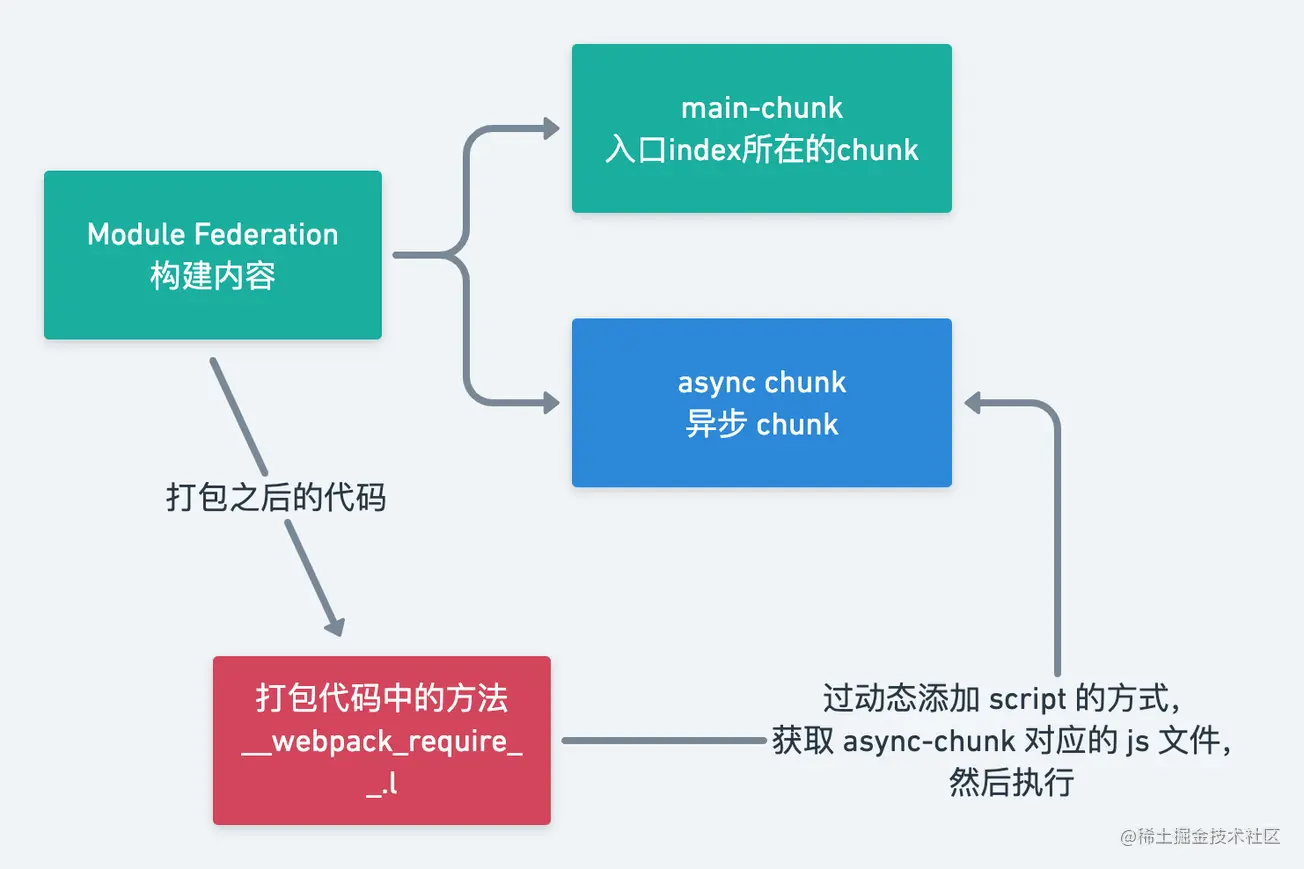 main-chunk
入口index所在的chunk
Module Federation
构建内容
async chunk
异步 chunk
打包之后的代码
打包代码中的方法
__webpack_require_
_.l
过动态添加 script 的方式,
获取 async-chunk 对应的 js 文件,
然后执行
@稀土掘金技术社区